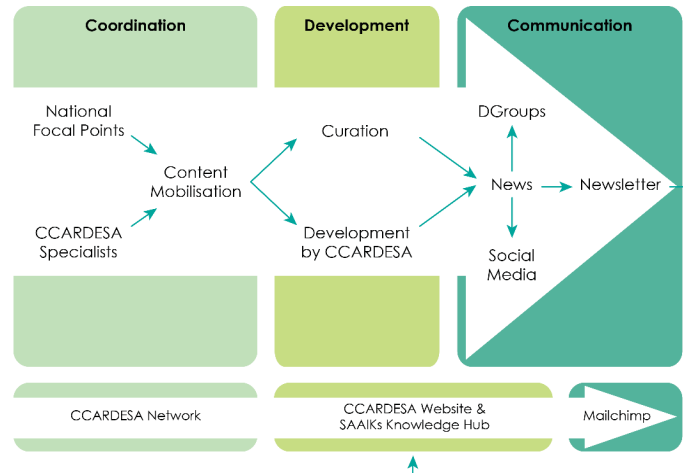 Coordination
Development
Communication
National
Focal Points
Content
Mobilisation
CCARDESA
Specialists
Curation
Development
by CCARDESA
DGroups
News
Newsletter
Social
Media
CCARDESA Network
CCARDESA Website &
SAAIKs Knowledge Hub
Mailchimp